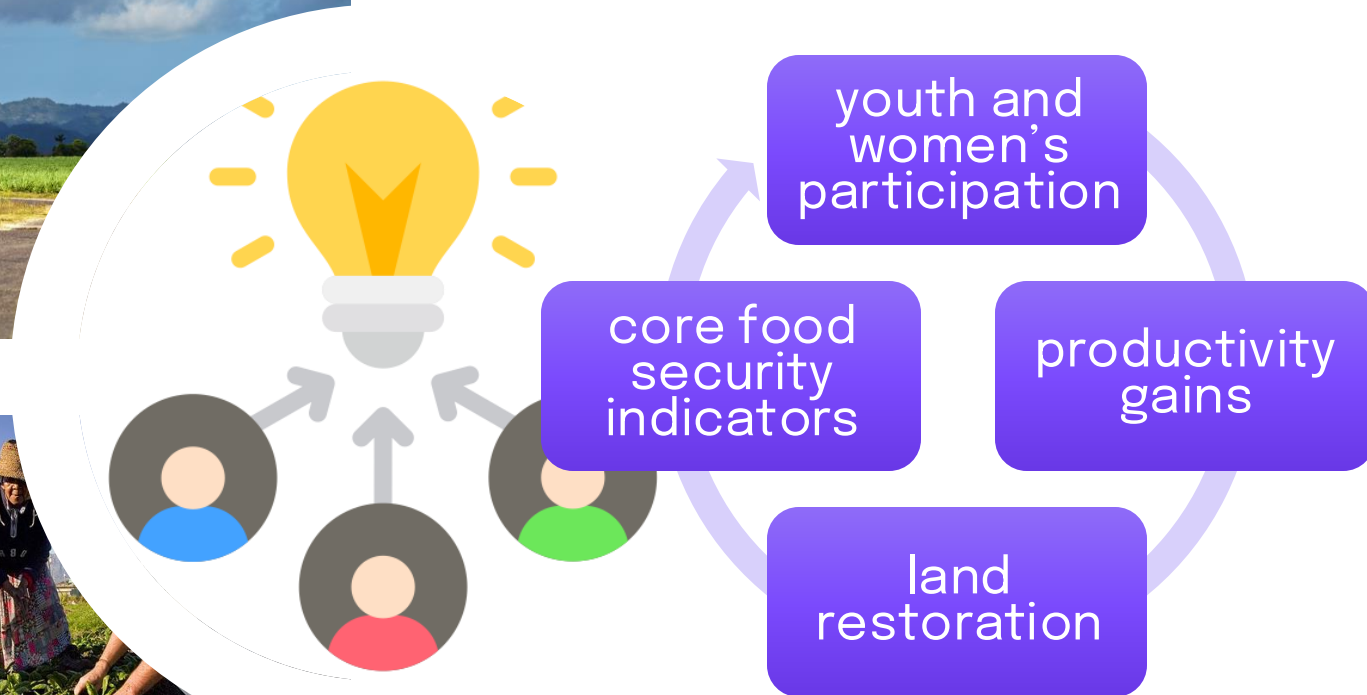 youth and
women’s
participation
productivity
gains
land
restoration
core food
security
indicators